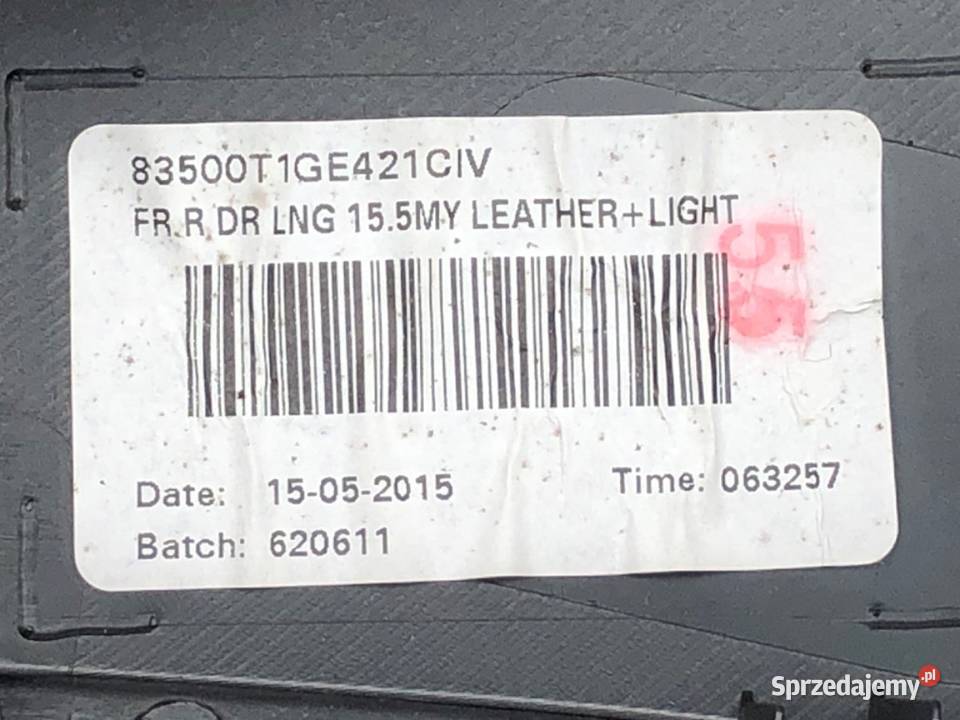 83500T1GE421CIV
FR R DR LNG 15.5MY LEATHER+LIGHT
55
Date: 15-05-2015 Time: 063257
Batch: 620611
Sprzedajemy.pl